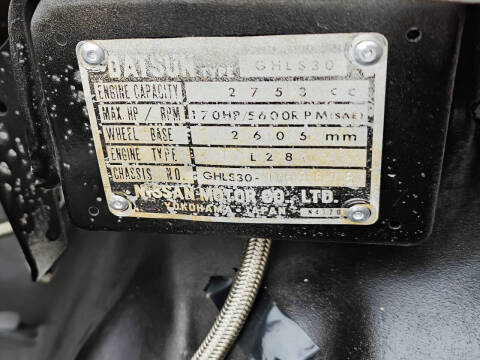 DATSUN TYPE GHLS30
ENGINE CAPACITY 2753 cc
MAX. HP / RPM 170HP/5600RPM(SAE)
WHEEL BASE 2605 mm
ENGINE TYPE L28
CHASSIS NO. GHLS30-
NISSAN MOTOR CO., LTD.
YOKOHAMA JAPAN